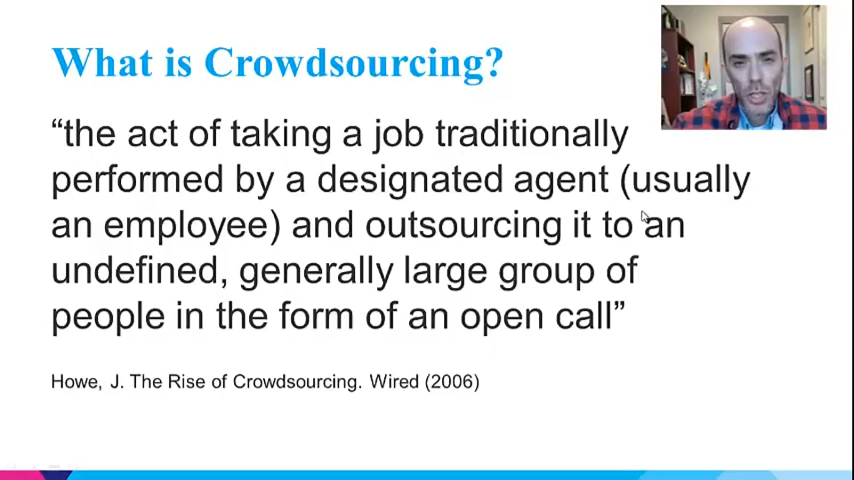 What is Crowdsourcing?
“the act of taking a job traditionally
performed by a designated agent (usually
an employee) and outsourcing it to an
undefined, generally large group of
people in the form of an open call”
Howe, J. The Rise of Crowdsourcing. Wired (2006)